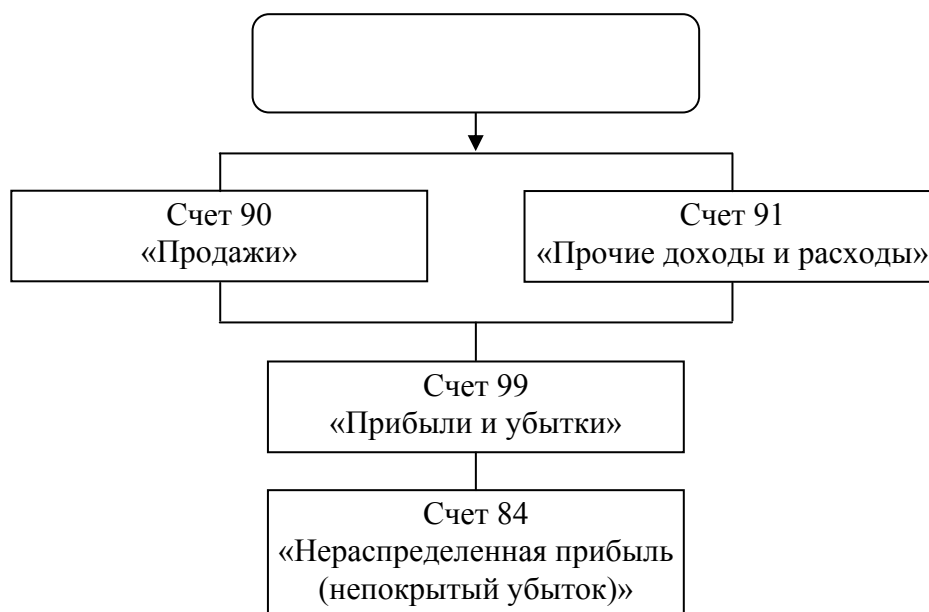 Счет 90
«Продажи»
Счет 91
«Прочие доходы и расходы»
Счет 99
«Прибыли и убытки»
Счет 84
«Нераспределенная прибыль
(непокрытый убыток)»